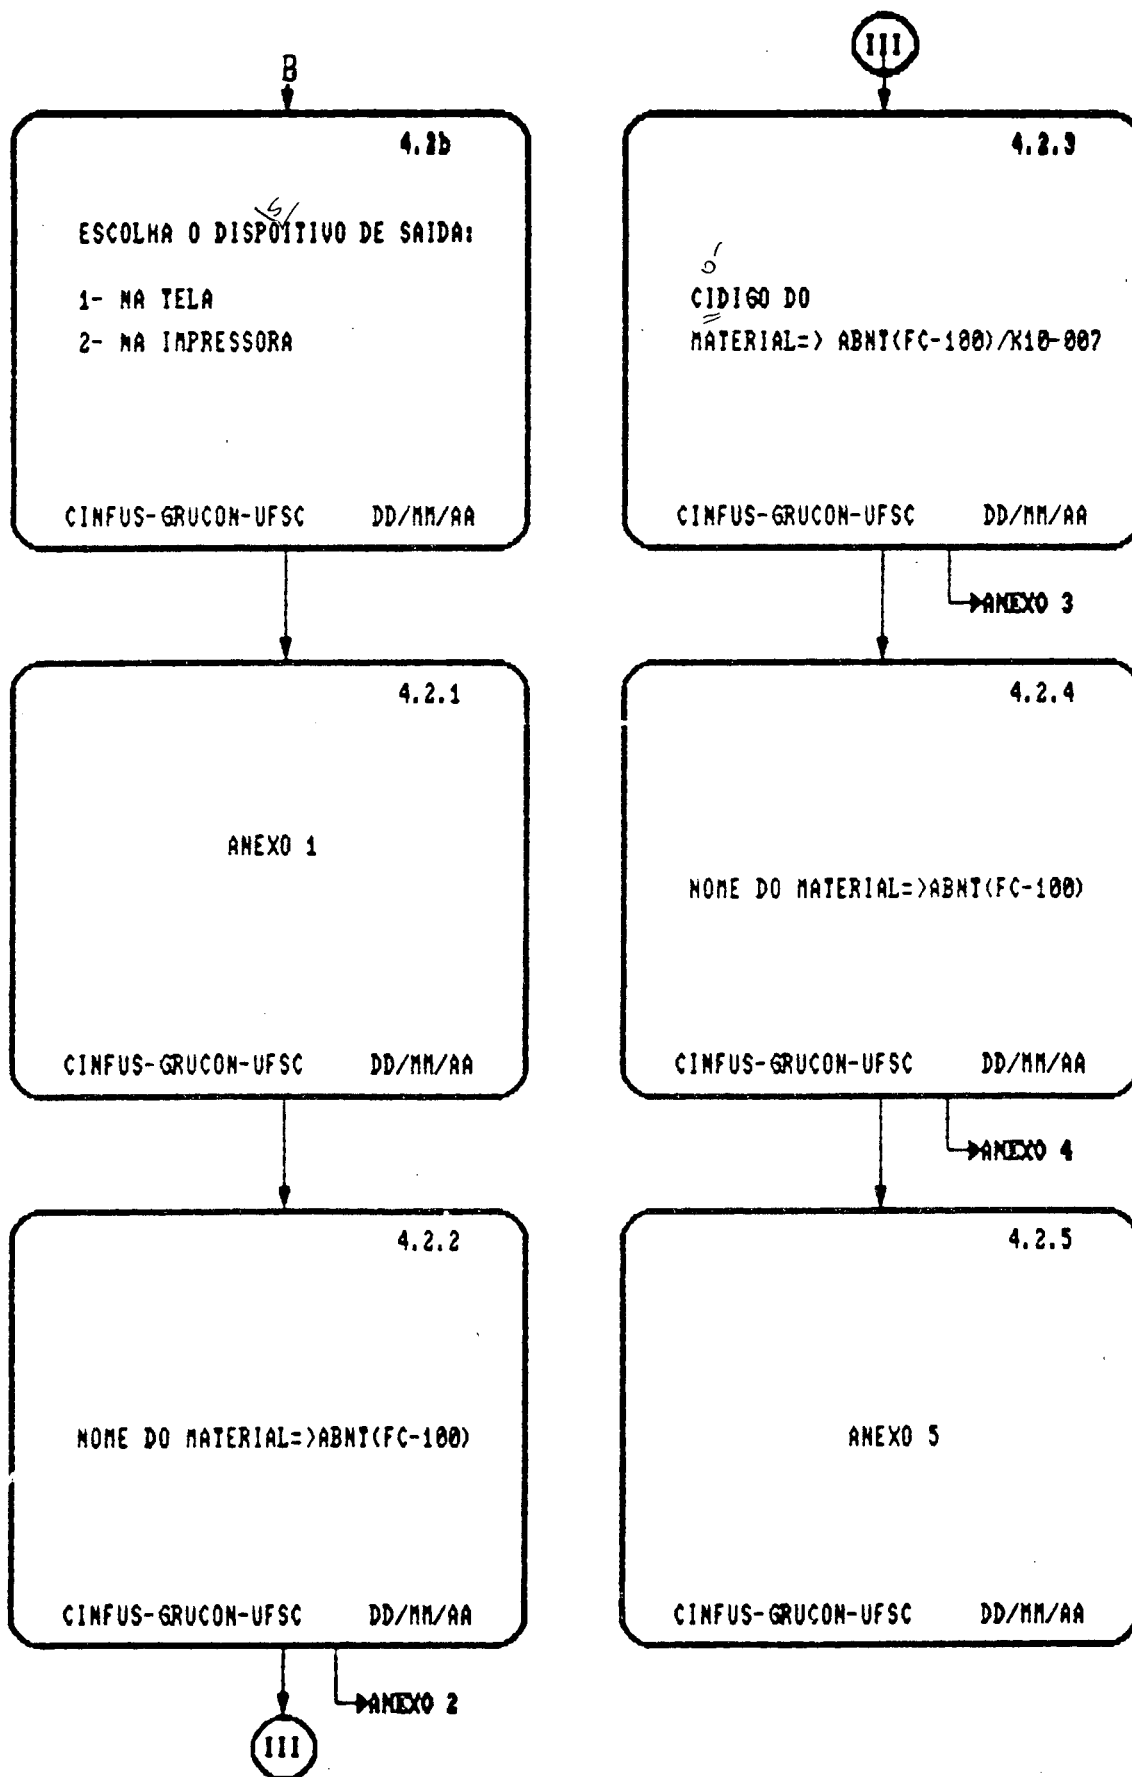 B
4.2b
s
ESCOLHA O DISPOITIVO DE SAIDA:
1- NA TELA
2- NA IMPRESSORA
CINFUS-GRUCON-UFSC DD/MM/AA
4.2.1
ANEXO 1
CINFUS-GRUCON-UFSC DD/MM/AA
4.2.2
NOME DO MATERIAL=>ABNT(FC-100)
CINFUS-GRUCON-UFSC DD/MM/AA
ANEXO 2
III
III
4.2.3
ó
CIDIGO DO
MATERIAL=> ABNT(FC-100)/K10-007
CINFUS-GRUCON-UFSC DD/MM/AA
ANEXO 3
4.2.4
NOME DO MATERIAL=>ABNT(FC-100)
CINFUS-GRUCON-UFSC DD/MM/AA
ANEXO 4
4.2.5
ANEXO 5
CINFUS-GRUCON-UFSC DD/MM/AA